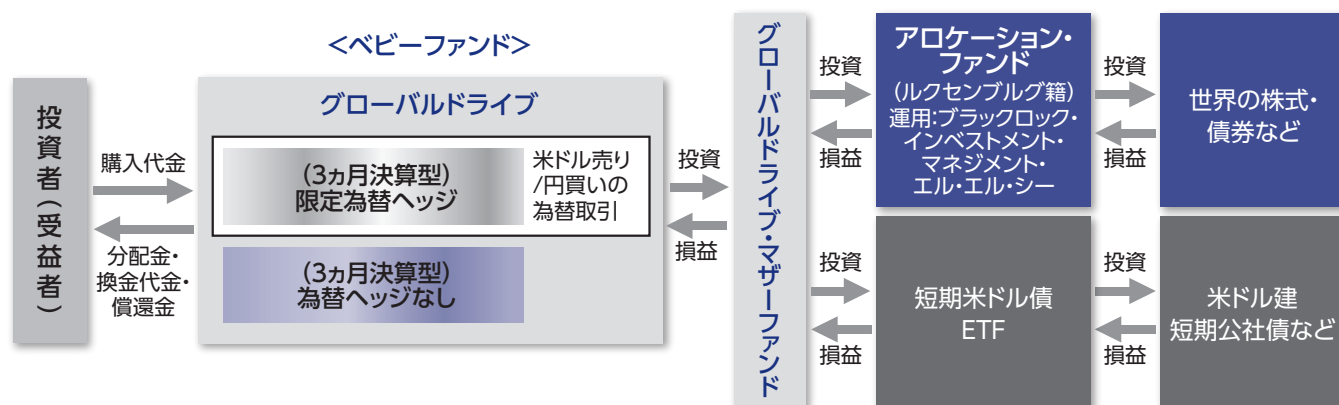 投資者(受益者)
購入代金
分配金・
換金代金・
償還金
<ベビーファンド>
グローバルドライブ
(3ヵ月決算型)
限定為替ヘッジ
米ドル売り
/円買いの
為替取引
(3ヵ月決算型)
為替ヘッジなし
投資
損益
グローバルドライブ・マザーファンド
投資
損益
アロケーション・
ファンド
(ルクセンブルグ籍)
運用:ブラックロック・
インベストメント・
マネジメント・
エル・エル・シー
投資
損益
世界の株式・
債券など
投資
損益
短期米ドル債
ETF
投資
損益
米ドル建
短期公社債など